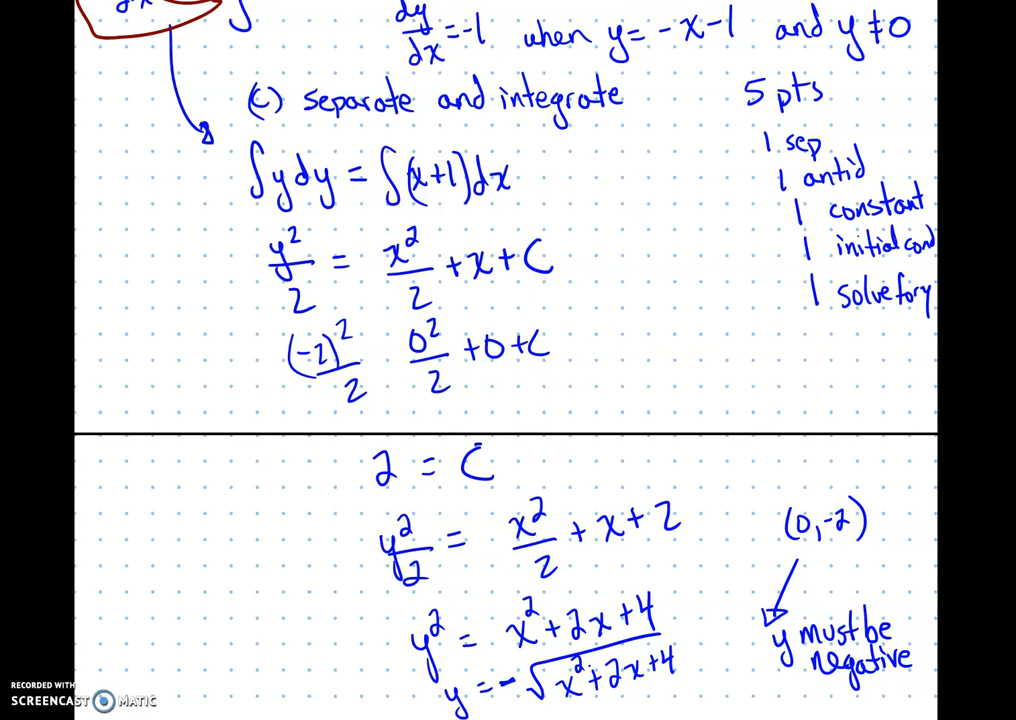 dy/dx = -1 when y = -x-1 and y ≠ 0
(c) separate and integrate
5 pts
1 sep
1 antid
1 constant
1 initial cond
1 solve for y
∫ydy = ∫(x+1)dx
y²/2 = x²/2 + x + C
(-2)²/2 0²/2 + 0 + C
2 = C
y²/2 = x²/2 + x + 2
(0,-2)
y² = x² + 2x + 4
y must be
negative
y = -√x²+2x+4
RECORDED WITH
SCREENCAST MATIC